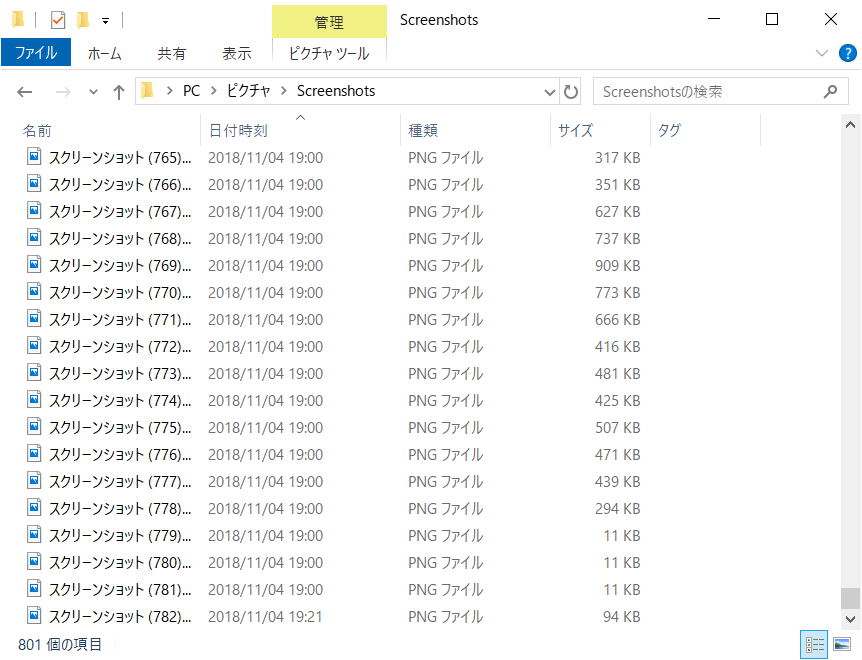 管理 Screenshots
ファイル ホーム 共有 表示 ピクチャ ツール
PC ピクチャ Screenshots Screenshotsの検索
名前 日付時刻 種類 サイズ タグ
スクリーンショット (765)... 2018/11/04 19:00 PNG ファイル 317 KB
スクリーンショット (766)... 2018/11/04 19:00 PNG ファイル 351 KB
スクリーンショット (767)... 2018/11/04 19:00 PNG ファイル 627 KB
スクリーンショット (768)... 2018/11/04 19:00 PNG ファイル 737 KB
スクリーンショット (769)... 2018/11/04 19:00 PNG ファイル 909 KB
スクリーンショット (770)... 2018/11/04 19:00 PNG ファイル 773 KB
スクリーンショット (771)... 2018/11/04 19:00 PNG ファイル 666 KB
スクリーンショット (772)... 2018/11/04 19:00 PNG ファイル 416 KB
スクリーンショット (773)... 2018/11/04 19:00 PNG ファイル 481 KB
スクリーンショット (774)... 2018/11/04 19:00 PNG ファイル 425 KB
スクリーンショット (775)... 2018/11/04 19:00 PNG ファイル 507 KB
スクリーンショット (776)... 2018/11/04 19:00 PNG ファイル 471 KB
スクリーンショット (777)... 2018/11/04 19:00 PNG ファイル 439 KB
スクリーンショット (778)... 2018/11/04 19:00 PNG ファイル 294 KB
スクリーンショット (779)... 2018/11/04 19:00 PNG ファイル 11 KB
スクリーンショット (780)... 2018/11/04 19:00 PNG ファイル 11 KB
スクリーンショット (781)... 2018/11/04 19:00 PNG ファイル 11 KB
スクリーンショット (782)... 2018/11/04 19:21 PNG ファイル 94 KB
801 個の項目